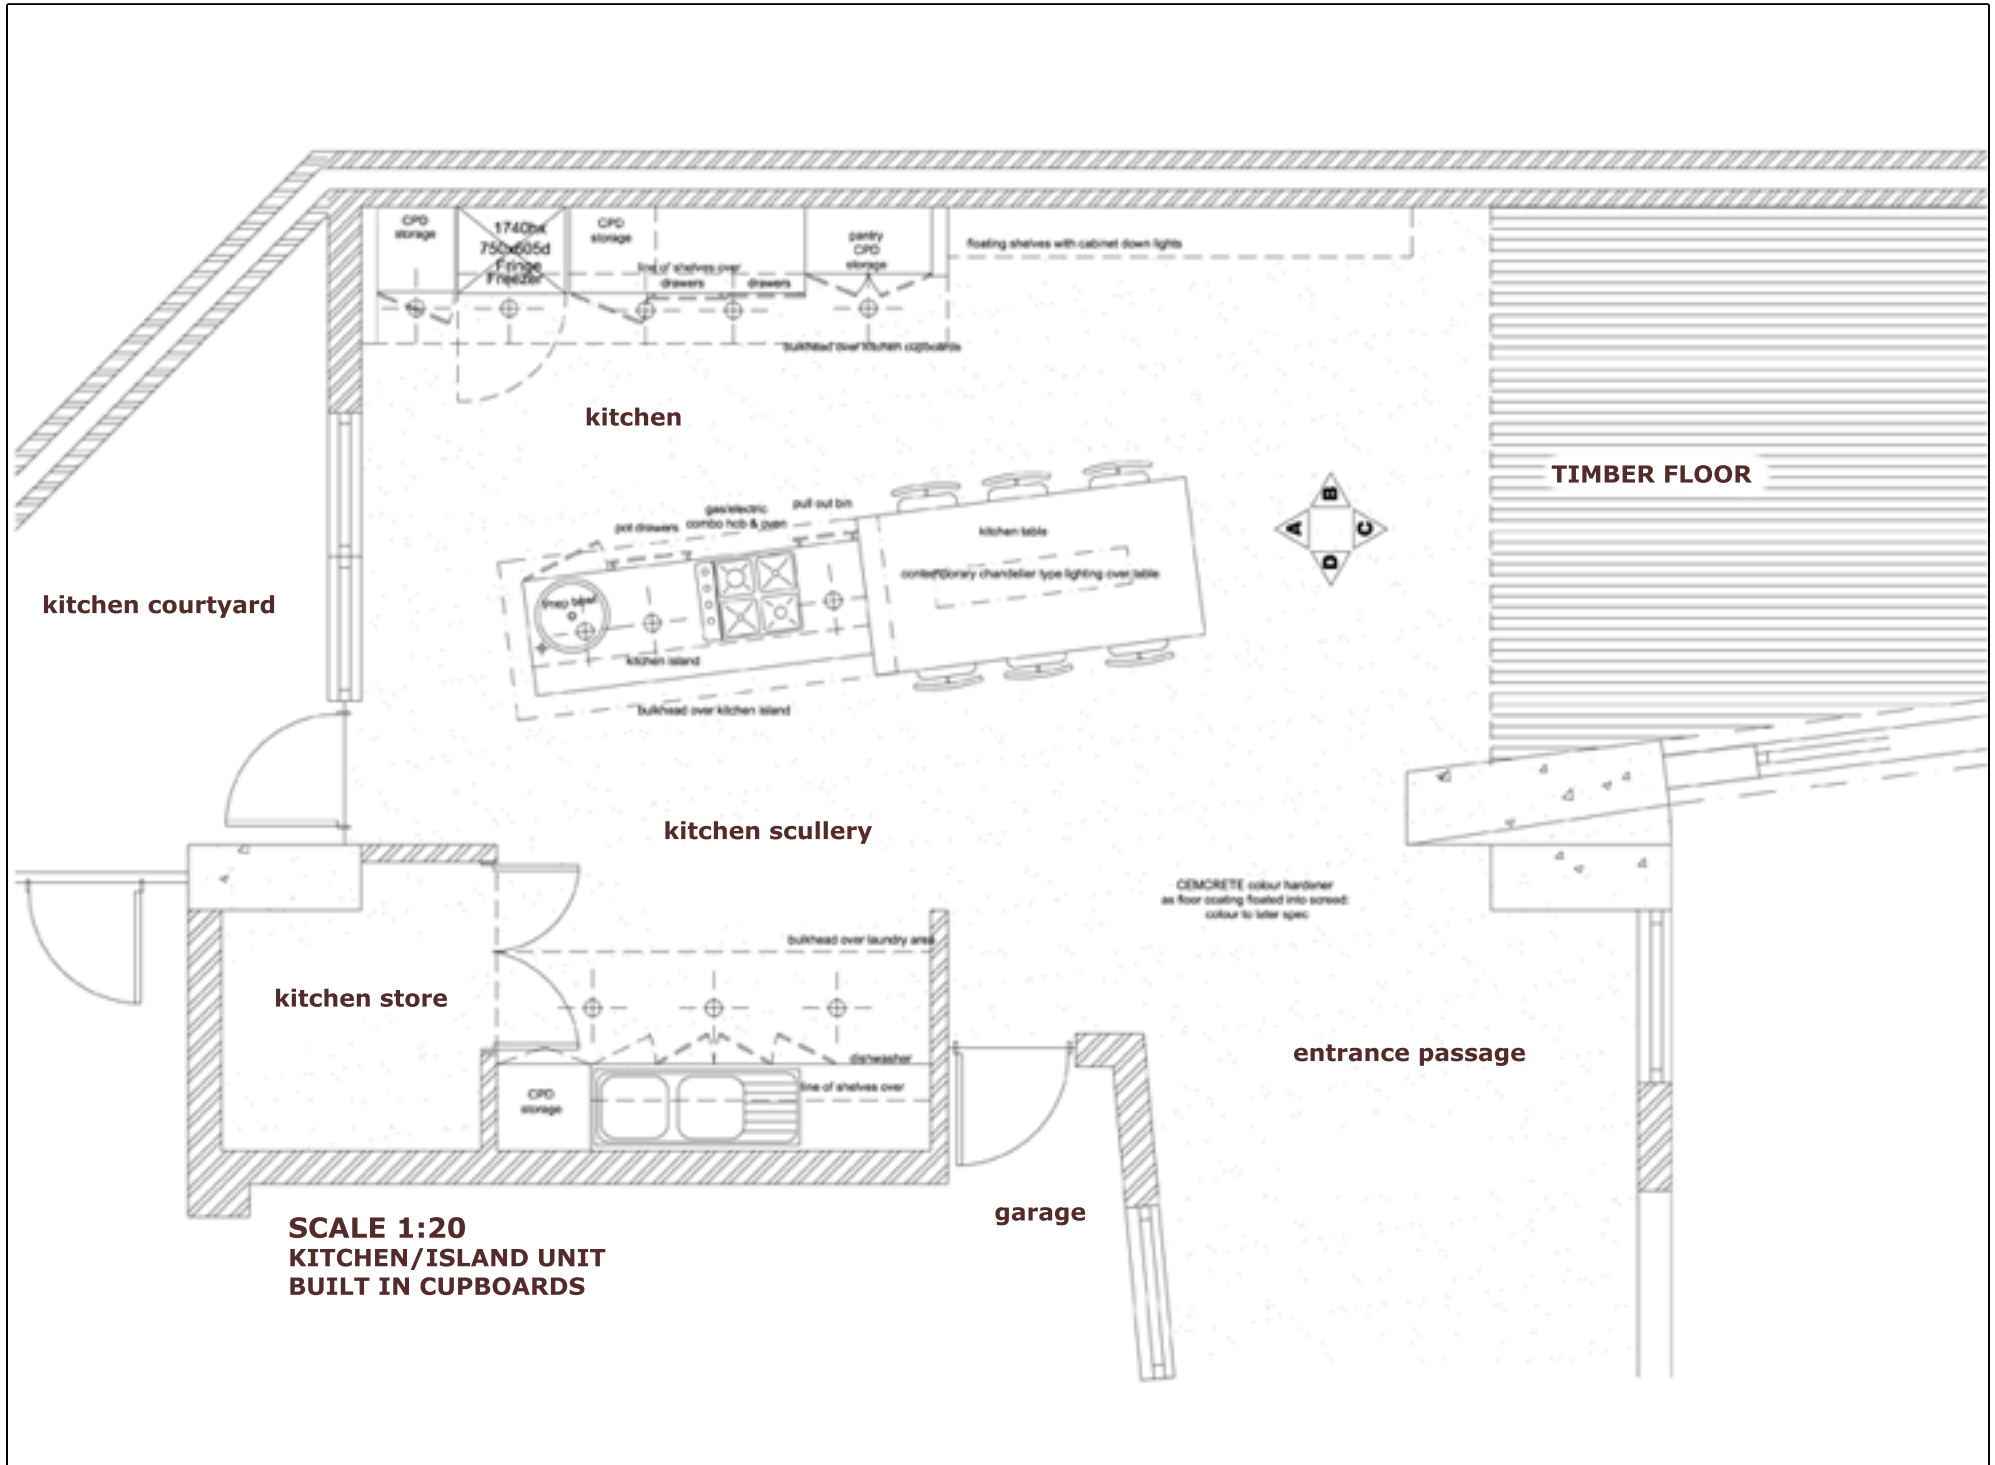 CPD
storage
1740hx
750x605d
Fringe
Freezer
CPD
storage
line of shelves over
drawers
drawers
pantry
CPD
storage
floating shelves with cabinet down lights
bulkhead over kitchen cupboards
kitchen
TIMBER FLOOR
gas/electric
combo hob & oven
pull out bin
pot drawers
kitchen table
chandelier type lighting over table
A
B
C
D
prep bowl
kitchen island
bulkhead over kitchen island
kitchen courtyard
kitchen scullery
CEMCRETE colour hardener
as floor coating floated into screed:
colour to later spec
bulkhead over laundry area
kitchen store
dishwasher
line of shelves over
CPD
storage
entrance passage
garage
SCALE 1:20
KITCHEN/ISLAND UNIT
BUILT IN CUPBOARDS